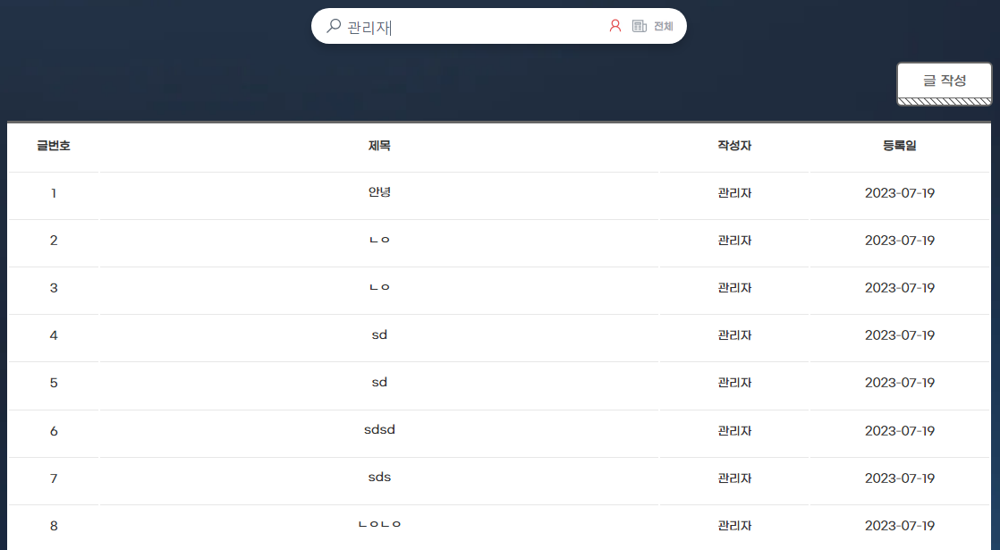 관리자 전체
글 작성
글번호 제목 작성자 등록일
1 안녕 관리자 2023-07-19
2 ㄴㅇ 관리자 2023-07-19
3 ㄴㅇ 관리자 2023-07-19
4 sd 관리자 2023-07-19
5 sd 관리자 2023-07-19
6 sdsd 관리자 2023-07-19
7 sds 관리자 2023-07-19
8 ㄴㅇㄴㅇ 관리자 2023-07-19